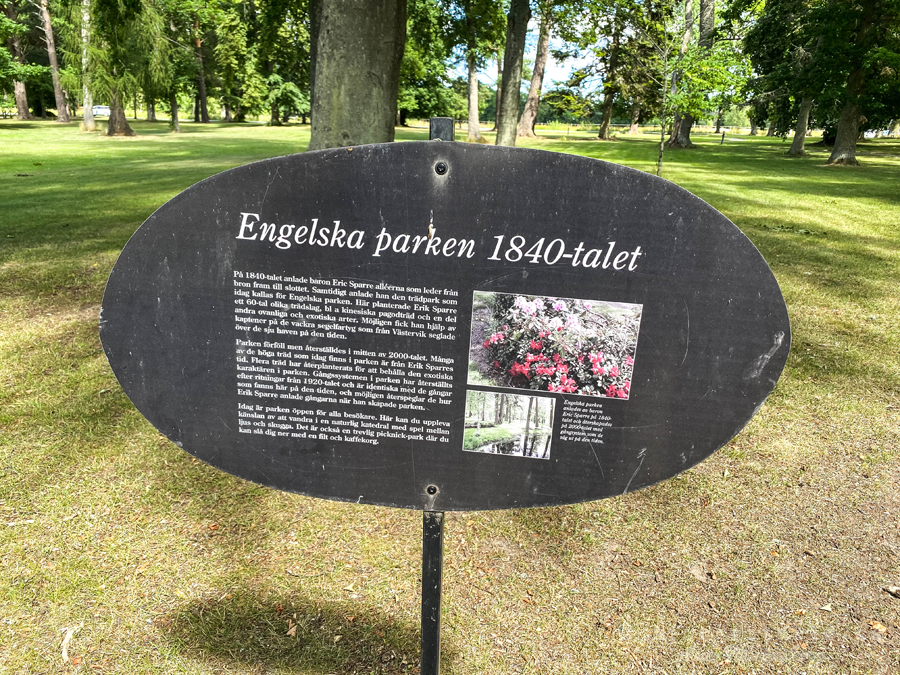 Engelska parken 1840-talet
På 1840-talet anlade baron Eric Sparre alléerna som leder från
bron fram till slottet. Samtidigt anlade han den trädpark som
idag kallas för Engelska parken. Här planterade Erik Sparre
ett 60-tal olika trädslag, bl a kinesiska pagodträd och en del
andra ovanliga och exotiska arter. Möjligen fick han hjälp av
kaptener på de vackra segelfartyg som från Västervik seglade
över de sju haven på den tiden.
Parken förföll men återställdes i mitten av 2000-talet. Många
av de höga träd som idag finns i parken är från Erik Sparres
tid. Flera träd har återplanterats för att behålla den exotiska
karaktären i parken. Gångssystemen i parken har återställts
efter ritningar från 1920-talet och är identiska med de gångar
som fanns här på den tiden, och möjligen återspeglar de hur
Erik Sparre anlade gångarna när han skapade parken.
Idag är parken öppen för alla besökare. Här kan du uppleva
känslan av att vandra i en naturlig katedral med spel mellan
ljus och skugga. Det är också en trevlig picknick-park där du
kan slå dig ner med en filt och kaffekorg.
Engelska parken
anlades av baron
Eric Sparre på 1840-
talet och återskapades
på 2000-talet med
gångsystem som de
såg ut på den tiden.